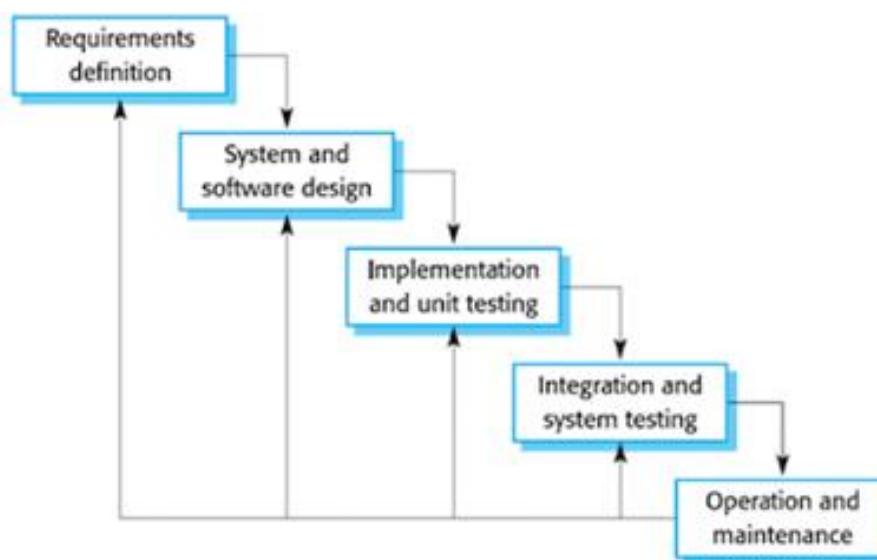 Requirements
definition
System and
software design
Implementation
and unit testing
Integration and
system testing
Operation and
maintenance